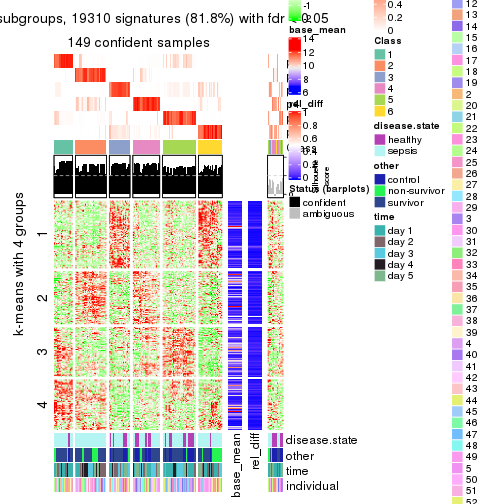 subgroups, 19310 signatures (81.8%) with fdr < 0.05
149 confident samples
k-means with 4 groups
1
2
3
4
base_mean
rel_diff
disease.state
other
time
individual
1
0
base_mean
14
12
10
8
6
1
0.8
0.6
0
Status (barplots)
confident
ambiguous
0.4
0.2
0
Class
1
2
3
4
5
6
disease.state
healthy
sepsis
other
control
non-survivor
survivor
time
day 1
day 2
day 3
day 4
day 5
12
13
14
15
16
17
18
19
2
20
21
22
23
24
25
26
27
28
29
3
30
31
32
33
34
35
36
37
38
39
4
40
41
42
43
44
45
46
47
48
49
5
50
51
52